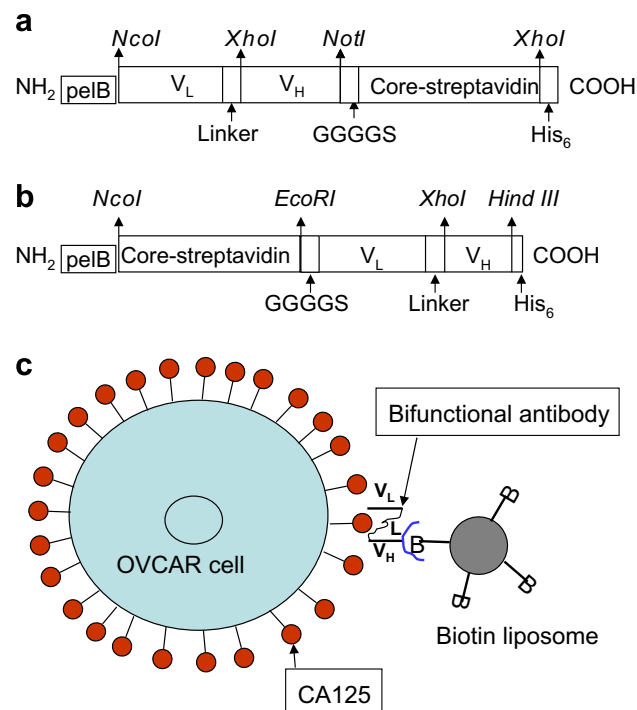 a
NcoI XhoI NotI XhoI
NH2 pelB VL VH Core-streptavidin COOH
Linker GGGGS His6
b
NcoI EcoRI XhoI Hind III
NH2 pelB Core-streptavidin VL VH COOH
GGGGS Linker His6
c
Bifunctional antibody
VL
L
VH
B
B
B
B
OVCAR cell
Biotin liposome
CA125